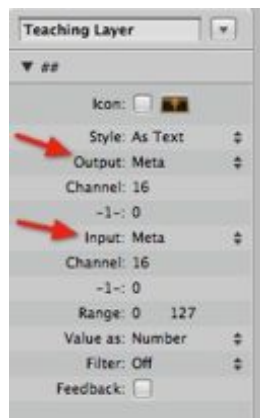 Teaching Layer
##
Icon:
Style: As Text
Output: Meta
Channel: 16
-1-: 0
Input: Meta
Channel: 16
-1-: 0
Range: 0 127
Value as: Number
Filter: Off
Feedback: